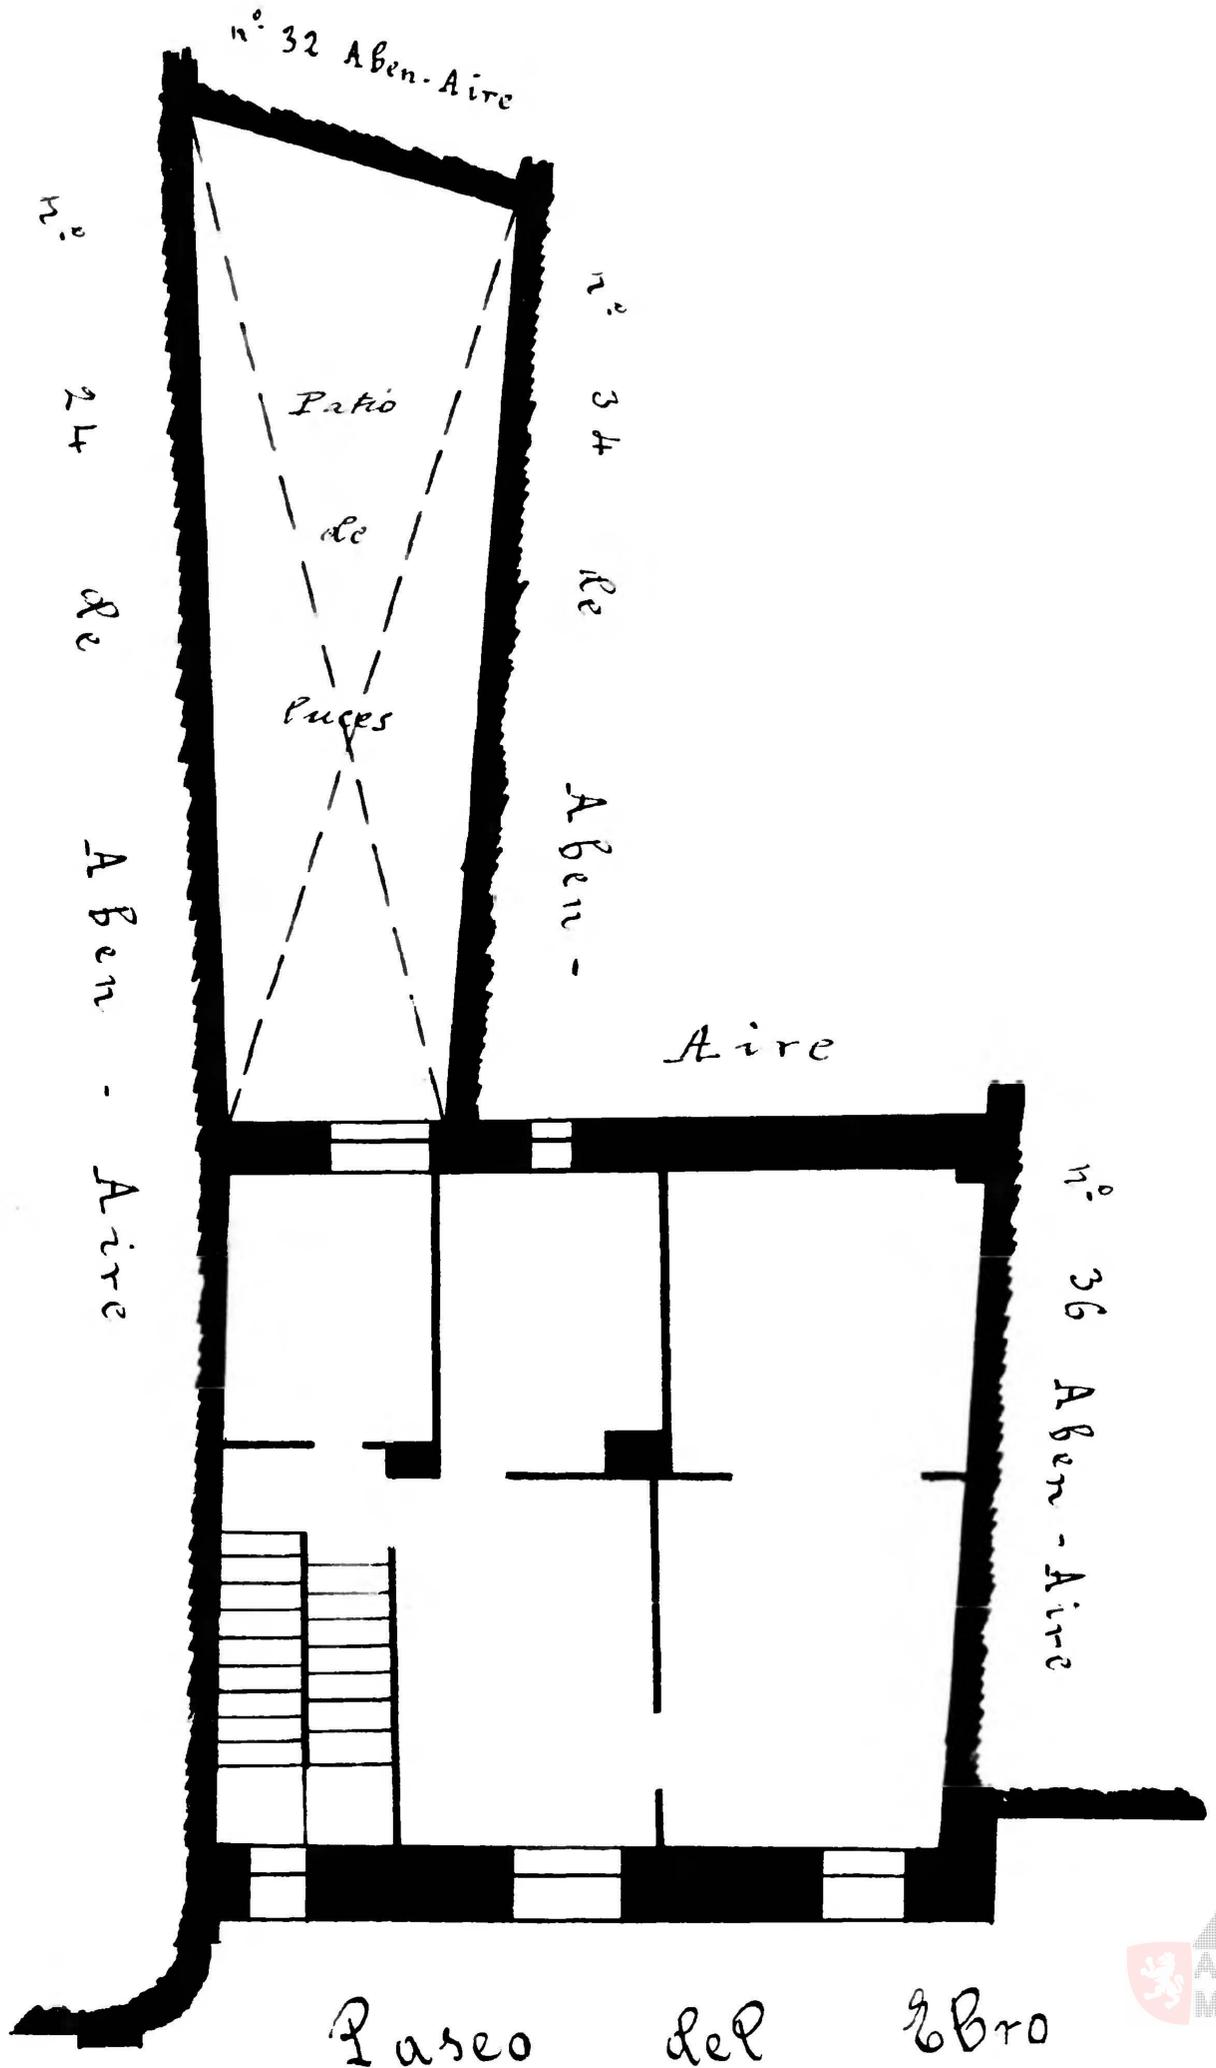 nº 32 Aben-Aire
nº 24 de Aben-Aire
nº 34 de Aben-
Aire
Patio
de
luces
nº 36 Aben-Aire
Paseo del Ebro
A
M